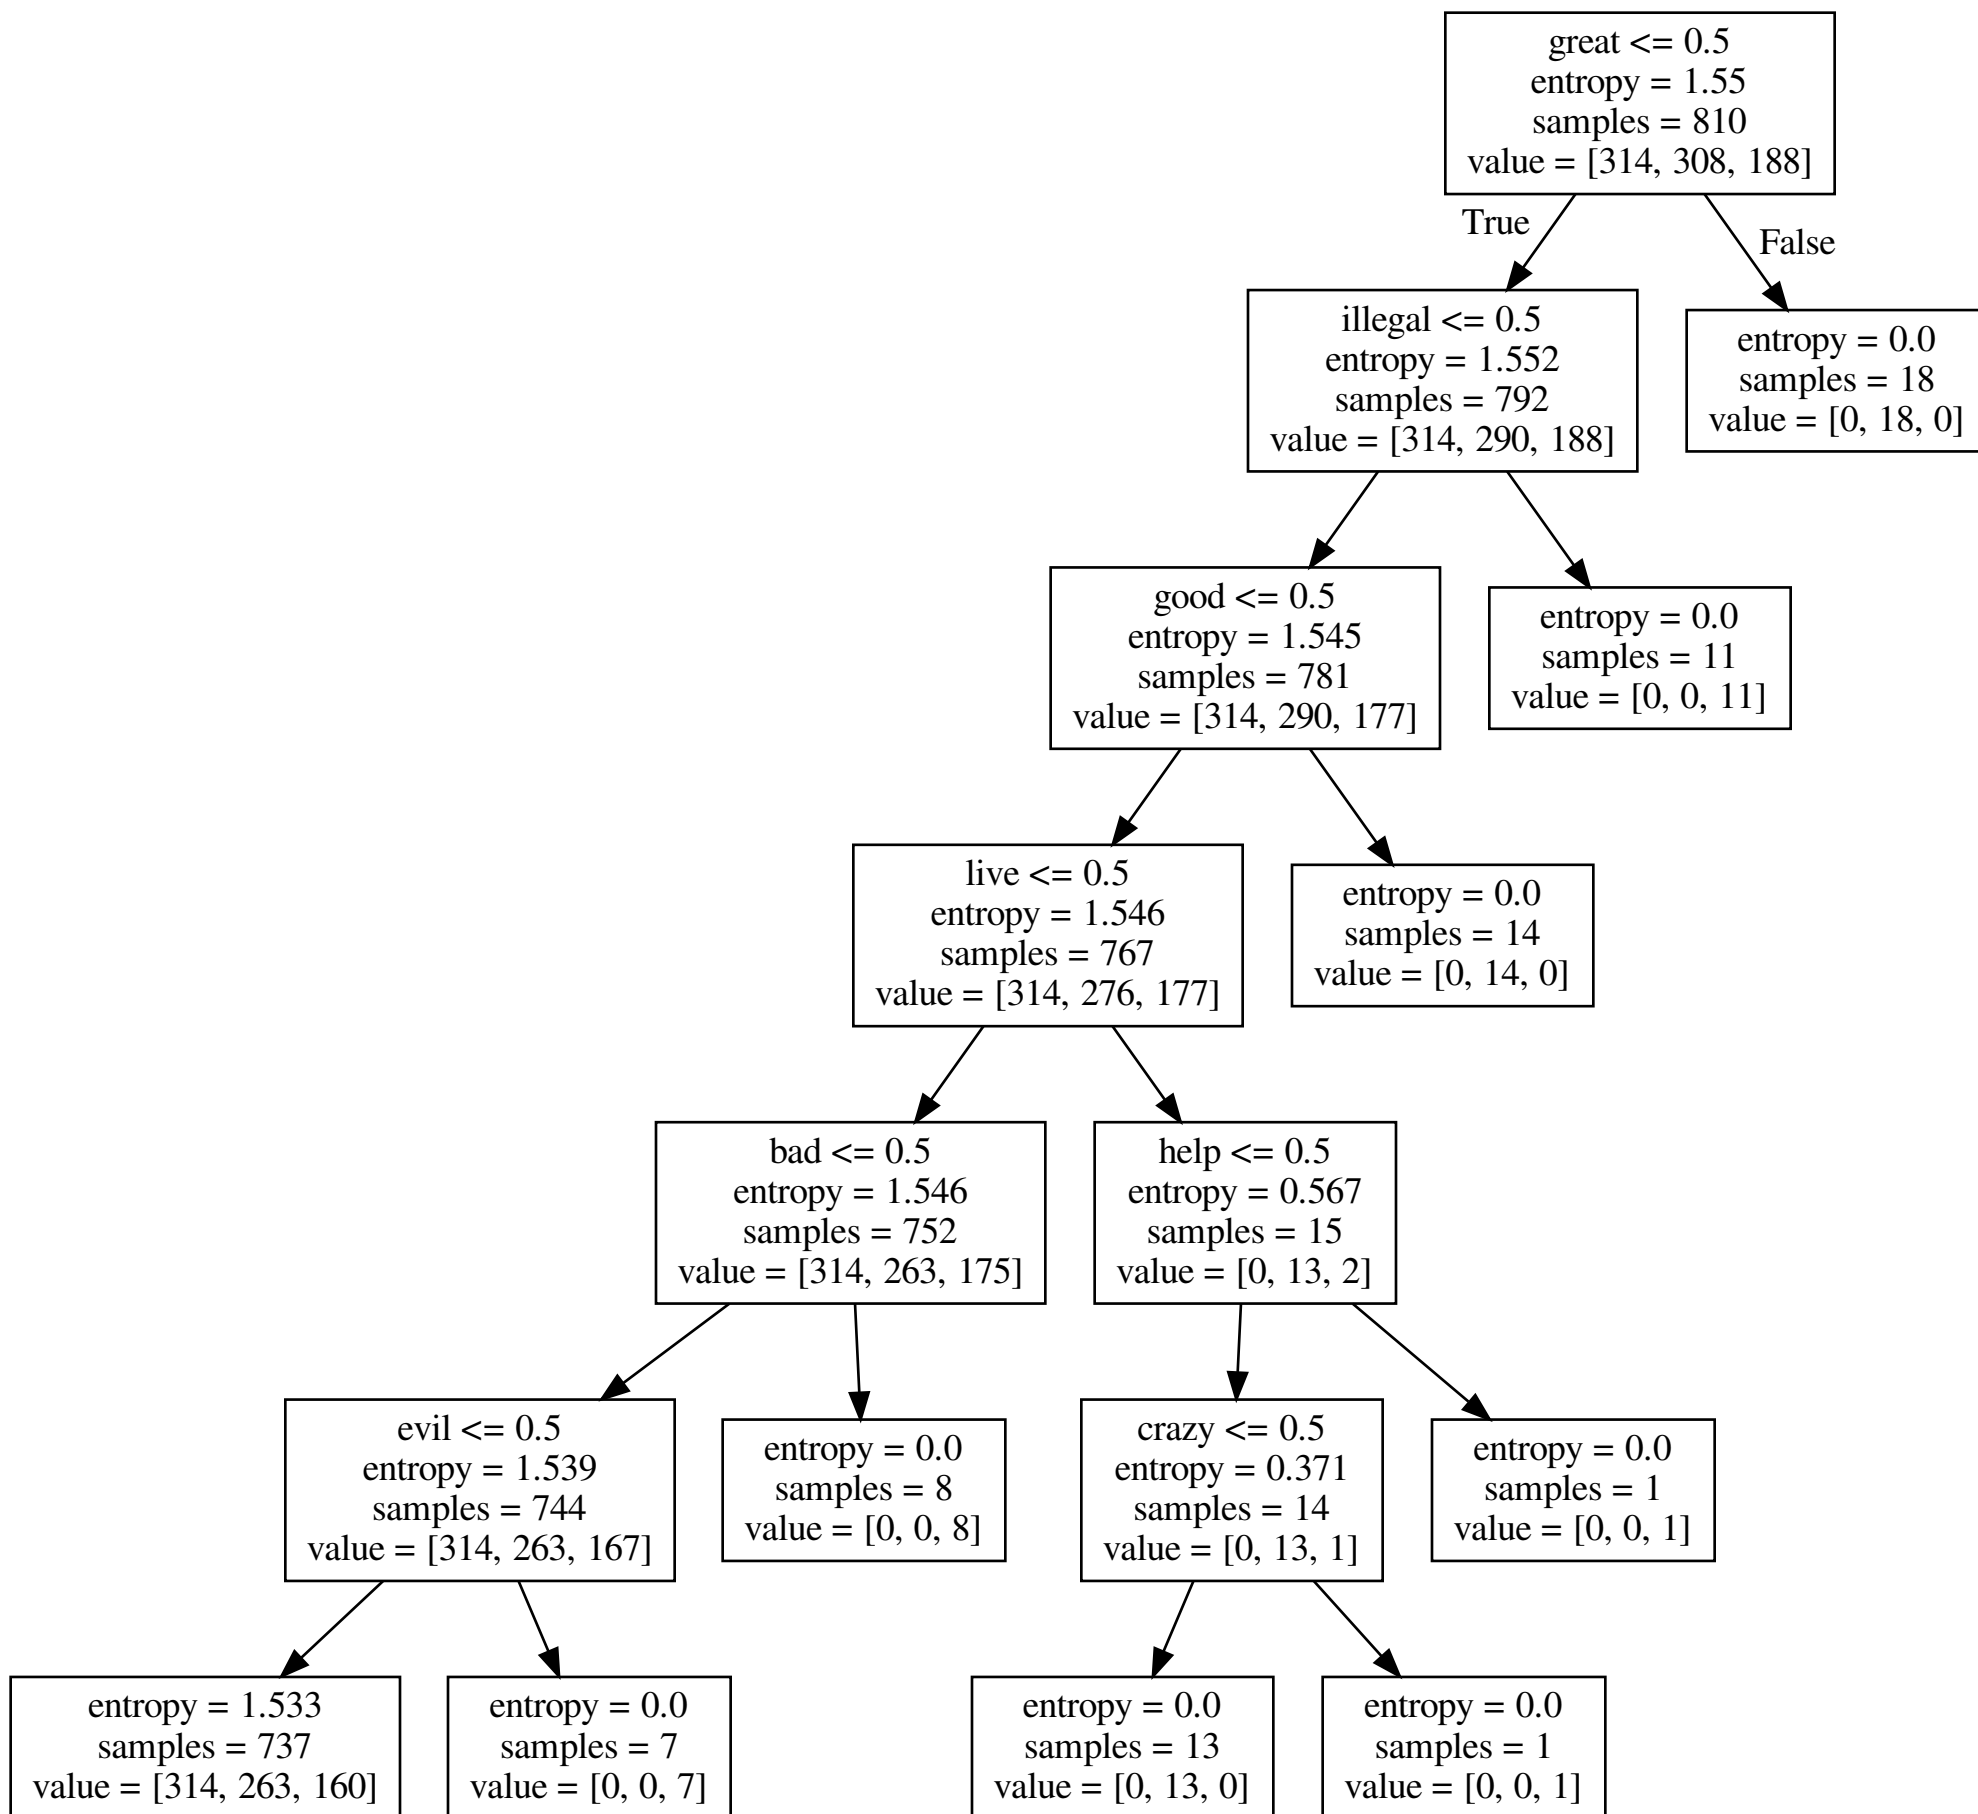 great <= 0.5
entropy = 1.55
samples = 810
value = [314, 308, 188]
True
False
illegal <= 0.5
entropy = 1.552
samples = 792
value = [314, 290, 188]
entropy = 0.0
samples = 18
value = [0, 18, 0]
good <= 0.5
entropy = 1.545
samples = 781
value = [314, 290, 177]
entropy = 0.0
samples = 11
value = [0, 0, 11]
live <= 0.5
entropy = 1.546
samples = 767
value = [314, 276, 177]
entropy = 0.0
samples = 14
value = [0, 14, 0]
bad <= 0.5
entropy = 1.546
samples = 752
value = [314, 263, 175]
help <= 0.5
entropy = 0.567
samples = 15
value = [0, 13, 2]
evil <= 0.5
entropy = 1.539
samples = 744
value = [314, 263, 167]
entropy = 0.0
samples = 8
value = [0, 0, 8]
crazy <= 0.5
entropy = 0.371
samples = 14
value = [0, 13, 1]
entropy = 0.0
samples = 1
value = [0, 0, 1]
entropy = 1.533
samples = 737
value = [314, 263, 160]
entropy = 0.0
samples = 7
value = [0, 0, 7]
entropy = 0.0
samples = 13
value = [0, 13, 0]
entropy = 0.0
samples = 1
value = [0, 0, 1]